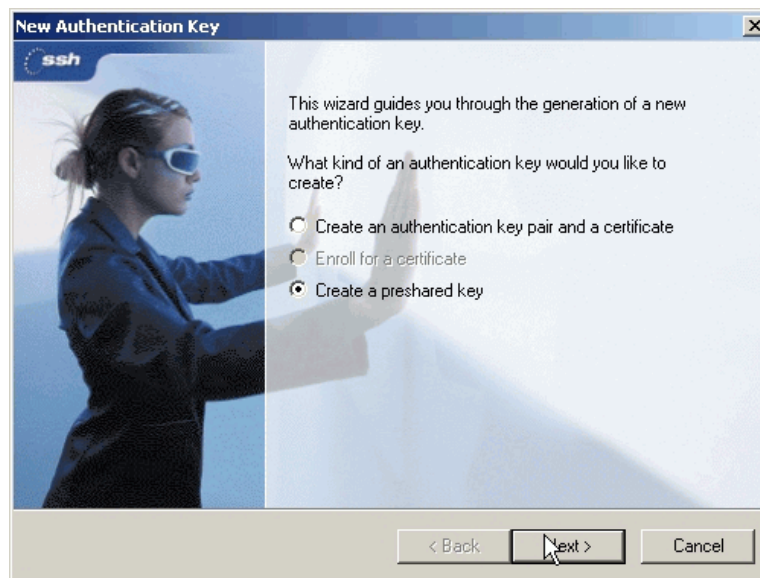 New Authentication Key
ssh
This wizard guides you through the generation of a new
authentication key.
What kind of an authentication key would you like to
create?
Create an authentication key pair and a certificate
Enroll for a certificate
Create a preshared key
< Back
Next >
Cancel